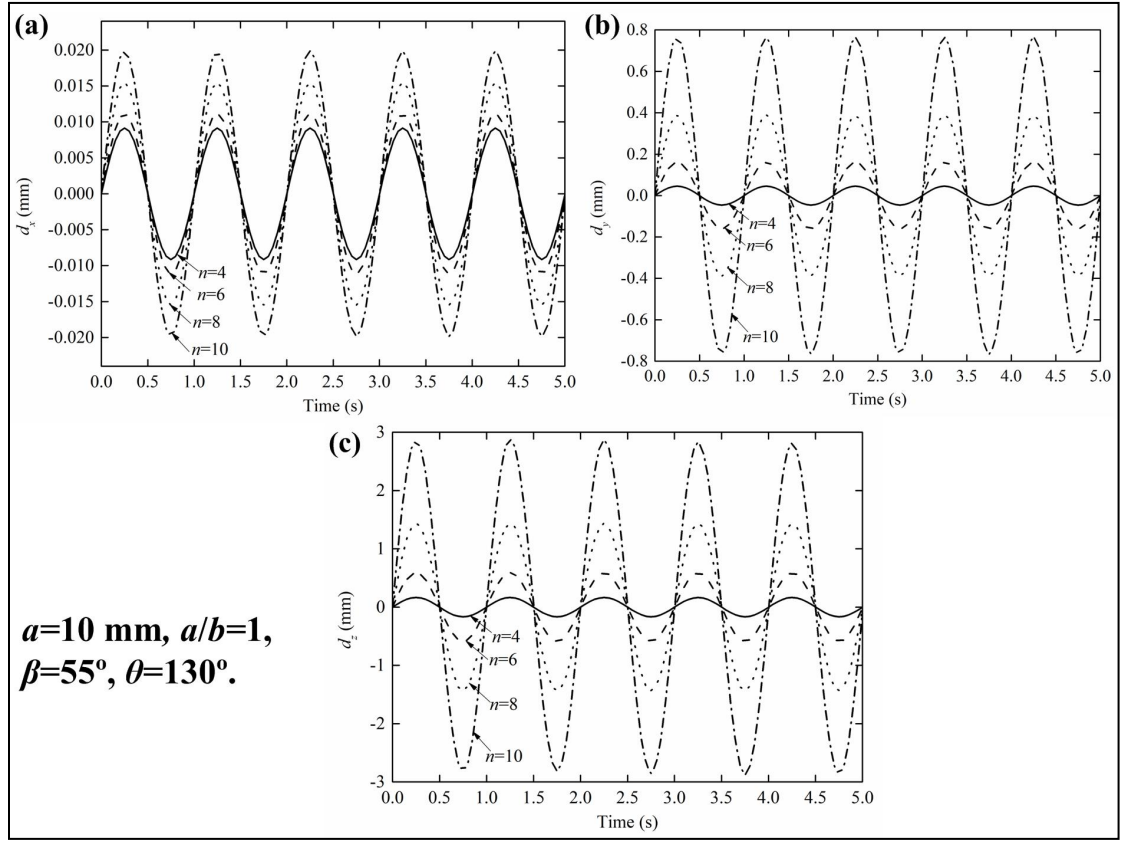 (a)
0.020
0.015
0.010
0.005
0.000
-0.005
-0.010
-0.015
-0.020
dx (mm)
n=4
n=6
n=8
n=10
0.0 0.5 1.0 1.5 2.0 2.5 3.0 3.5 4.0 4.5 5.0
Time (s)
(b)
0.8
0.6
0.4
0.2
0.0
-0.2
-0.4
-0.6
-0.8
dy (mm)
n=4
n=6
n=8
n=10
0.0 0.5 1.0 1.5 2.0 2.5 3.0 3.5 4.0 4.5 5.0
Time (s)
(c)
3
2
1
0
-1
-2
-3
dz (mm)
n=4
n=6
n=8
n=10
0.0 0.5 1.0 1.5 2.0 2.5 3.0 3.5 4.0 4.5 5.0
Time (s)
a=10 mm, a/b=1,
β=55º, θ=130º.